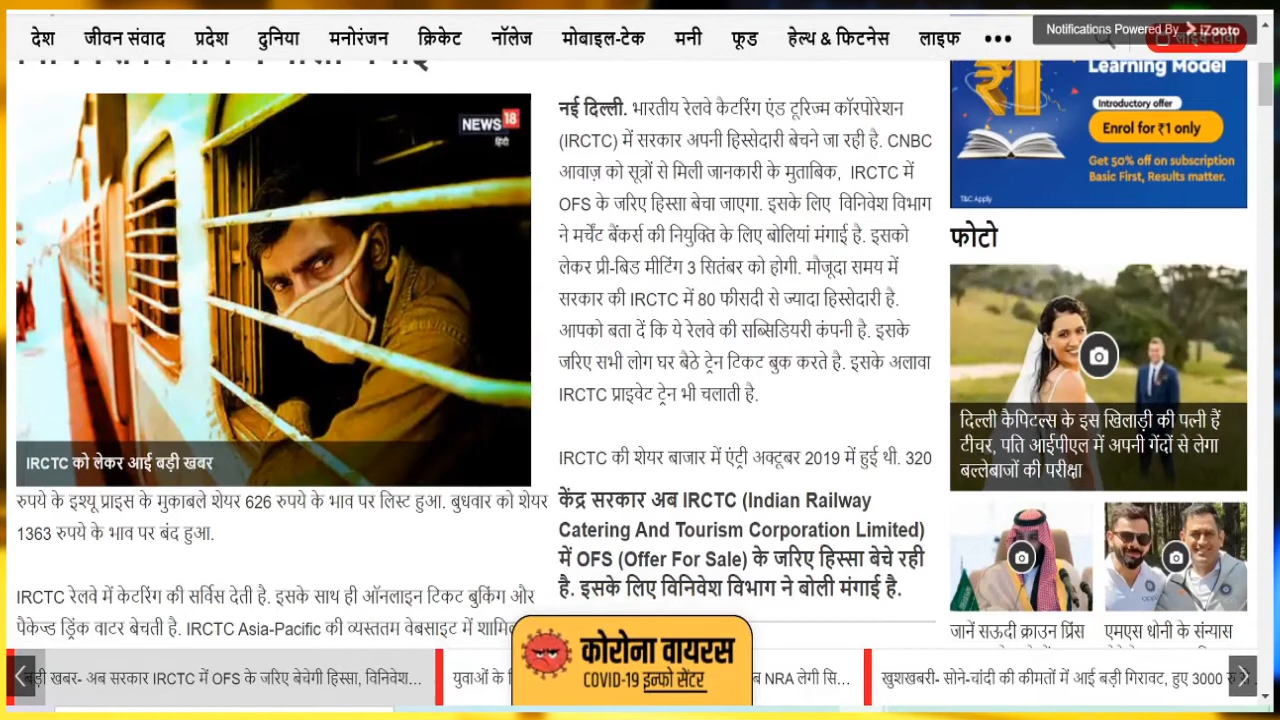 देश जीवन संवाद प्रदेश दुनिया मनोरंजन क्रिकेट नॉलेज मोबाइल-टेक मनी फूड हेल्थ & फिटनेस लाइफ
Notifications Powered By iZooto
NEWS 18
हिंदी
IRCTC को लेकर आई बड़ी खबर
नई दिल्ली. भारतीय रेलवे कैटरिंग एंड टूरिज्म कॉरपोरेशन
(IRCTC) में सरकार अपनी हिस्सेदारी बेचने जा रही है. CNBC
आवाज़ को सूत्रों से मिली जानकारी के मुताबिक, IRCTC में
OFS के जरिए हिस्सा बेचा जाएगा. इसके लिए विनिवेश विभाग
ने मर्चेंट बैंकर्स की नियुक्ति के लिए बोलियां मंगाई है. इसको
लेकर प्री-बिड मीटिंग 3 सितंबर को होगी. मौजूदा समय में
सरकार की IRCTC में 80 फीसदी से ज्यादा हिस्सेदारी है.
आपको बता दें कि ये रेलवे की सब्सिडियरी कंपनी है. इसके
जरिए सभी लोग घर बैठे ट्रेन टिकट बुक करते है. इसके अलावा
IRCTC प्राइवेट ट्रेन भी चलाती है.
IRCTC की शेयर बाजार में एंट्री अक्टूबर 2019 में हुई थी. 320
रुपये के इश्यू प्राइस के मुकाबले शेयर 626 रुपये के भाव पर लिस्ट हुआ. बुधवार को शेयर
1363 रुपये के भाव पर बंद हुआ.
केंद्र सरकार अब IRCTC (Indian Railway
Catering And Tourism Corporation Limited)
में OFS (Offer For Sale) के जरिए हिस्सा बेचे रही
है. इसके लिए विनिवेश विभाग ने बोली मंगाई है.
IRCTC रेलवे में केटरिंग की सर्विस देती है. इसके साथ ही ऑनलाइन टिकट बुकिंग और
पैकेज्ड ड्रिंक वाटर बेचती है. IRCTC Asia-Pacific की व्यस्ततम वेबसाइट में
Learning Model
Introductory offer
Enrol for ₹1 only
Get 50% off on subscription
Basic First, Results matter.
T&C Apply
फोटो
दिल्ली कैपिटल्स के इस खिलाड़ी की पत्नी हैं
टीचर, पति आईपीएल में अपनी गेंदों से लेगा
बल्लेबाजों की परीक्षा
जानें सऊदी क्राउन प्रिंस
एमएस धोनी के संन्यास
बड़ी खबर- अब सरकार IRCTC में OFS के जरिए बेचेगी हिस्सा, विनिवेश...
युवाओं के
कोरोना वायरस
COVID-19 इन्फो सेंटर
NRA लेगी सि...
खुशखबरी- सोने-चांदी की कीमतों में आई बड़ी गिरावट, हुए 3000